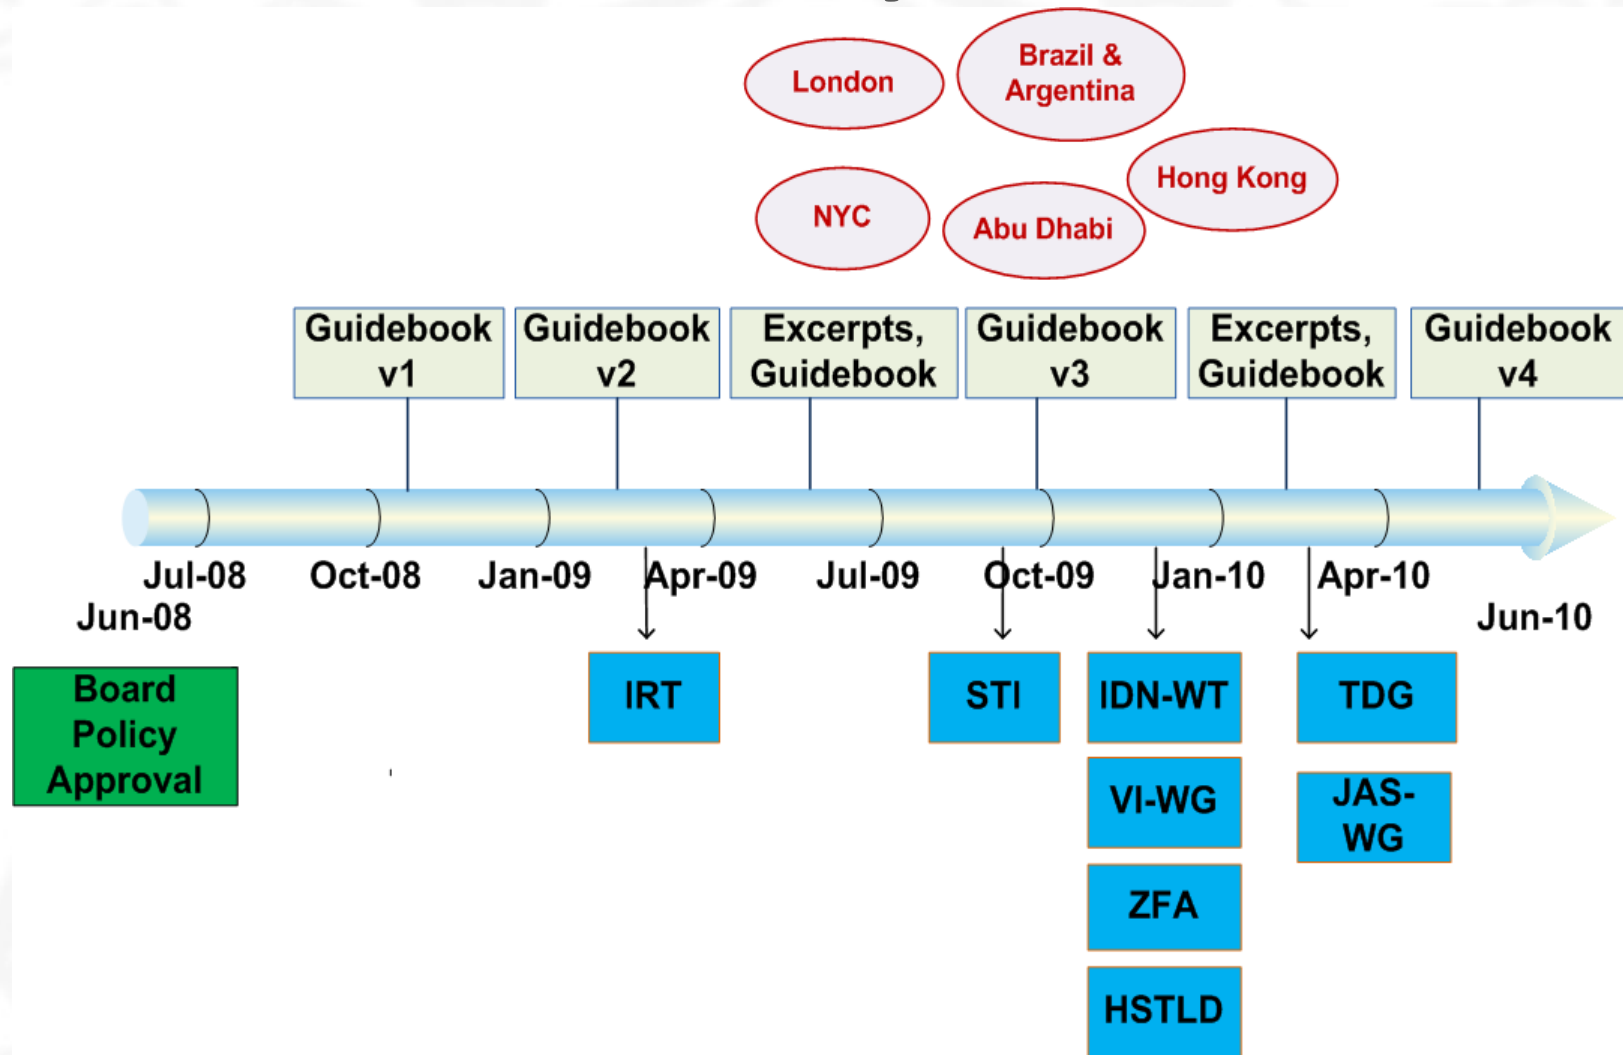 London
Brazil &
Argentina
Hong Kong
NYC
Abu Dhabi
Guidebook
v1
Guidebook
v2
Excerpts,
Guidebook
Guidebook
v3
Excerpts,
Guidebook
Guidebook
v4
Jul-08
Oct-08
Jan-09
Apr-09
Jul-09
Oct-09
Jan-10
Apr-10
Jun-08
Jun-10
Board
Policy
Approval
IRT
STI
IDN-WT
TDG
VI-WG
JAS-
WG
ZFA
HSTLD